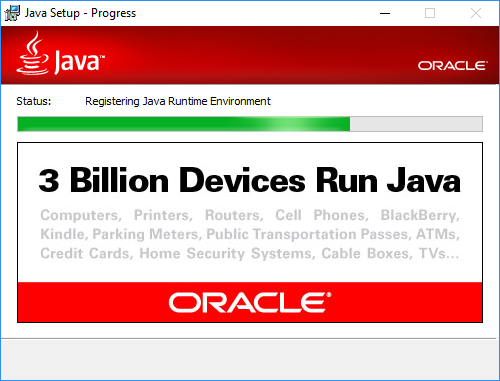 Java Setup - Progress
Java™
ORACLE®
Status: Registering Java Runtime Environment
3 Billion Devices Run Java
Computers, Printers, Routers, Cell Phones, BlackBerry,
Kindle, Parking Meters, Public Transportation Passes, ATMs,
Credit Cards, Home Security Systems, Cable Boxes, TVs...
ORACLE®